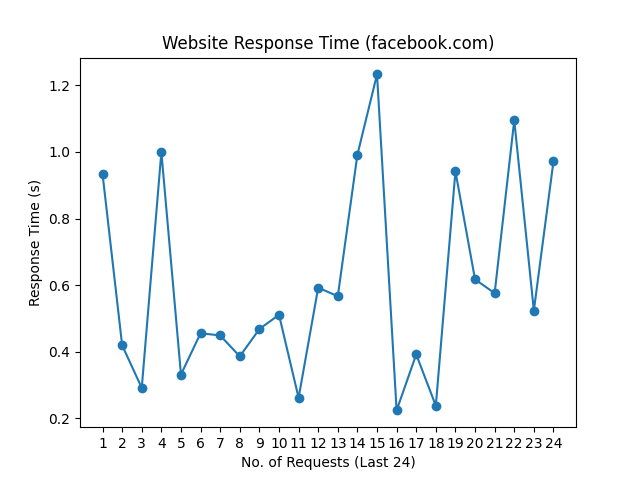 Website Response Time (facebook.com)
1.2
1.0
0.8
0.6
0.4
0.2
Response Time (s)
1 2 3 4 5 6 7 8 9 10 11 12 13 14 15 16 17 18 19 20 21 22 23 24
No. of Requests (Last 24)